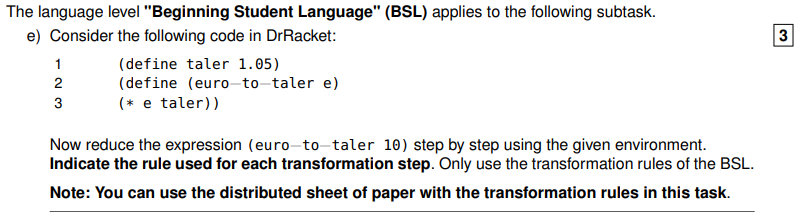 The language level "Beginning Student Language" (BSL) applies to the following subtask.
e) Consider the following code in DrRacket: 3
1 (define taler 1.05)
2 (define (euro−to−taler e)
3 (* e taler))
Now reduce the expression (euro−to−taler 10) step by step using the given environment.
Indicate the rule used for each transformation step. Only use the transformation rules of the BSL.
Note: You can use the distributed sheet of paper with the transformation rules in this task.